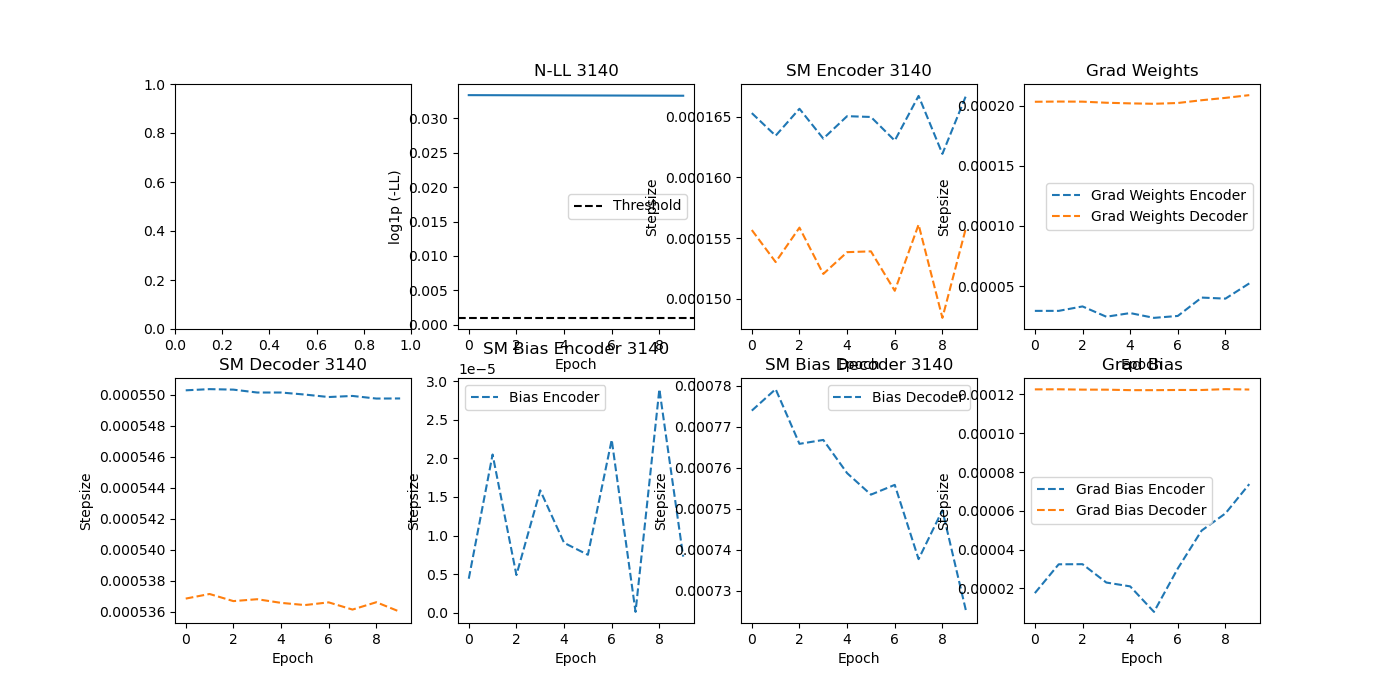 N-LL 3140
SM Encoder 3140
Grad Weights
1.0
0.8
0.6
0.4
0.2
0.0
0.0 0.2 0.4 0.6 0.8 1.0
log1p (-LL)
0.030
0.025
0.020
0.015
0.010
0.005
0.000
Threshold
0 2 4 6 8
Epoch
Stepsize
0.000165
0.000160
0.000155
0.000150
0 2 4 6 8
Epoch
Stepsize
0.00020
0.00015
0.00010
0.00005
Grad Weights Encoder
Grad Weights Decoder
0 2 4 6 8
Epoch
SM Decoder 3140
SM Bias Encoder 3140
SM Bias Decoder 3140
Grad Bias
Stepsize
0.000550
0.000548
0.000546
0.000544
0.000542
0.000540
0.000538
0.000536
0 2 4 6 8
Epoch
Stepsize
1e−5
3.0
2.5
2.0
1.5
1.0
0.5
0.0
Bias Encoder
0 2 4 6 8
Epoch
Stepsize
0.00078
0.00077
0.00076
0.00075
0.00074
0.00073
Bias Decoder
0 2 4 6 8
Epoch
Stepsize
0.00012
0.00010
0.00008
0.00006
0.00004
0.00002
Grad Bias Encoder
Grad Bias Decoder
0 2 4 6 8
Epoch